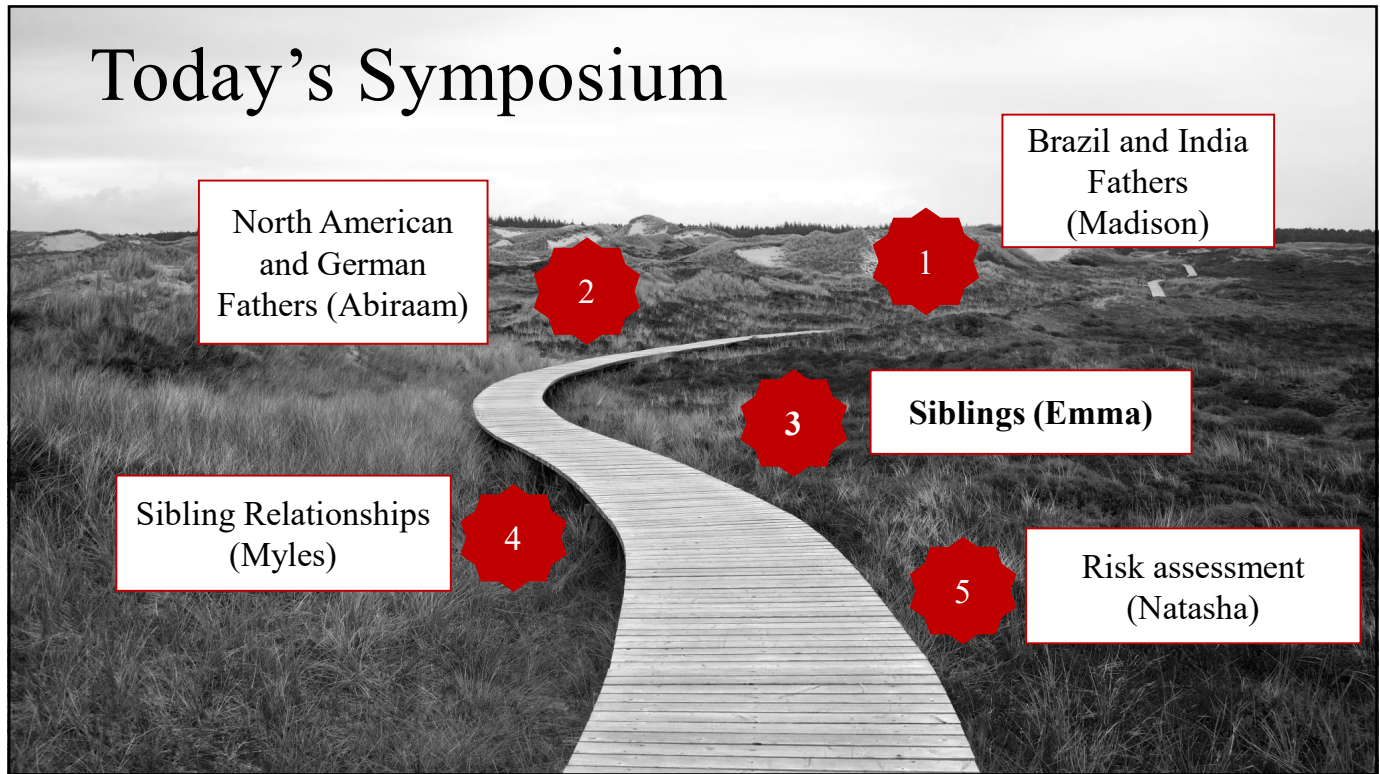 Today’s Symposium
1
Brazil and India
Fathers
(Madison)
2
North American
and German
Fathers (Abiraam)
3
Siblings (Emma)
4
Sibling Relationships
(Myles)
5
Risk assessment
(Natasha)